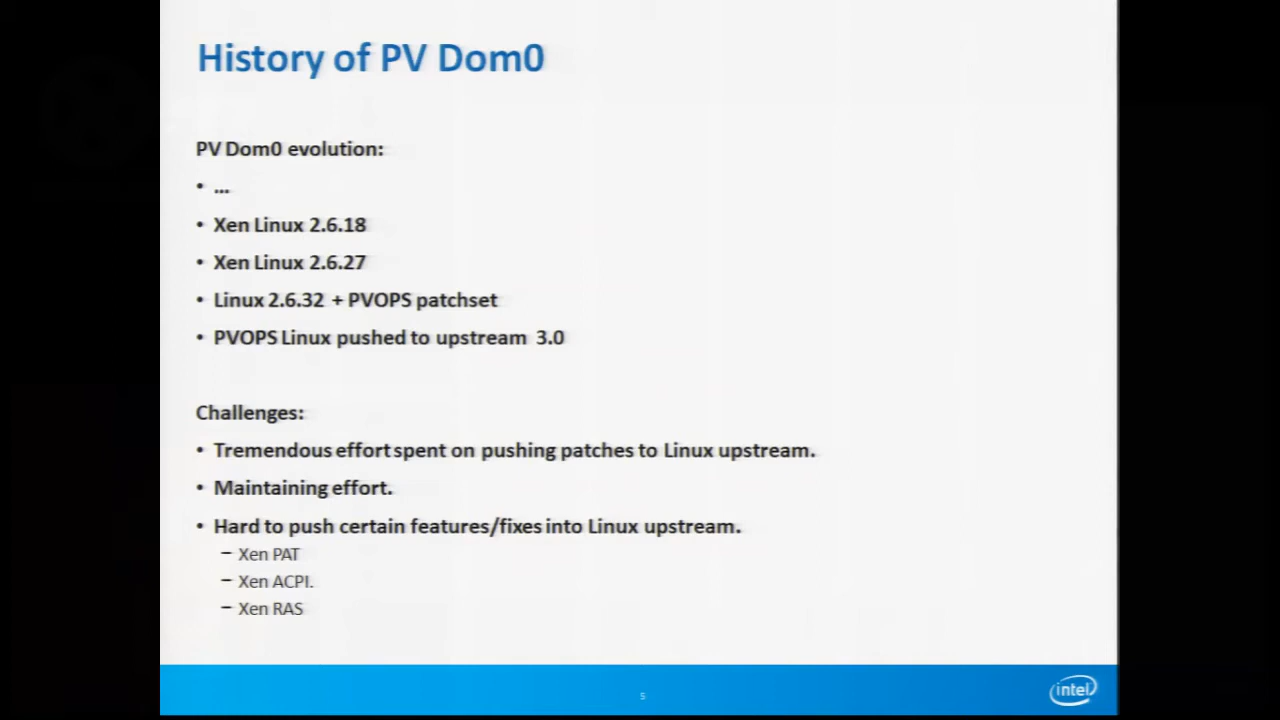 History of PV Dom0
PV Dom0 evolution:
• ...
• Xen Linux 2.6.18
• Xen Linux 2.6.27
• Linux 2.6.32 + PVOPS patchset
• PVOPS Linux pushed to upstream 3.0
Challenges:
• Tremendous effort spent on pushing patches to Linux upstream.
• Maintaining effort.
• Hard to push certain features/fixes into Linux upstream.
– Xen PAT
– Xen ACPI.
– Xen RAS
5
intel